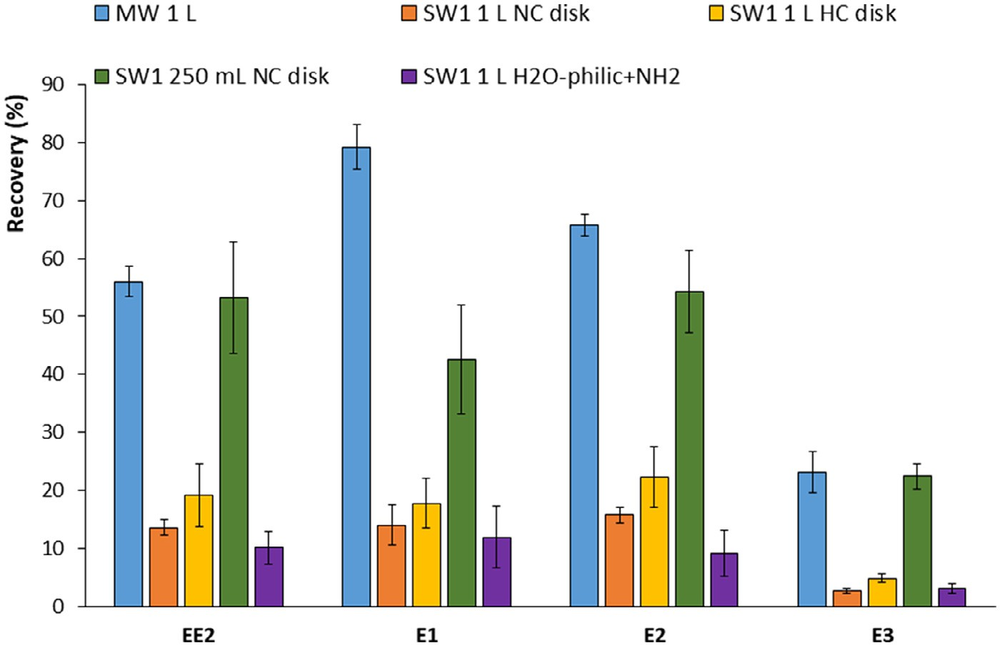 MW 1 L
SW1 1 L NC disk
SW1 1 L HC disk
SW1 250 mL NC disk
SW1 1 L H2O-philic+NH2
Recovery (%)
90
80
70
60
50
40
30
20
10
0
EE2
E1
E2
E3